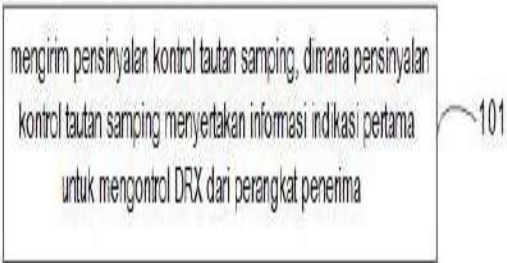 mengirim pensinyalan kontrol tautan samping, dimana pensinyalan
kontrol tautan samping menyertakan informasi indikasi pertama
untuk mengontrol DRX dari perangkat penerima
101